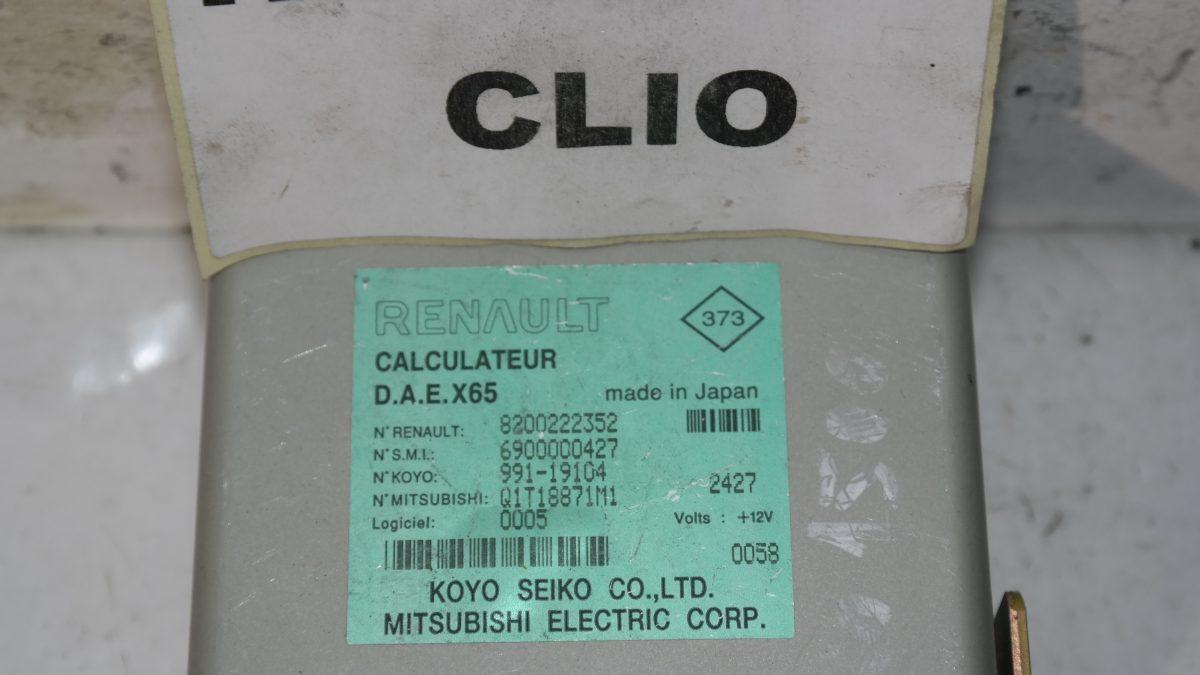 CLIO
RENAULT
373
CALCULATEUR
D.A.E.X65 made in Japan
N°RENAULT: 8200222352
N°S.M.I.: 6900000427
N°KOYO: 991-19104
N°MITSUBISHI: Q1T18871M1 2427
Logiciel: 0005 Volts : +12V
0058
KOYO SEIKO CO.,LTD.
MITSUBISHI ELECTRIC CORP.